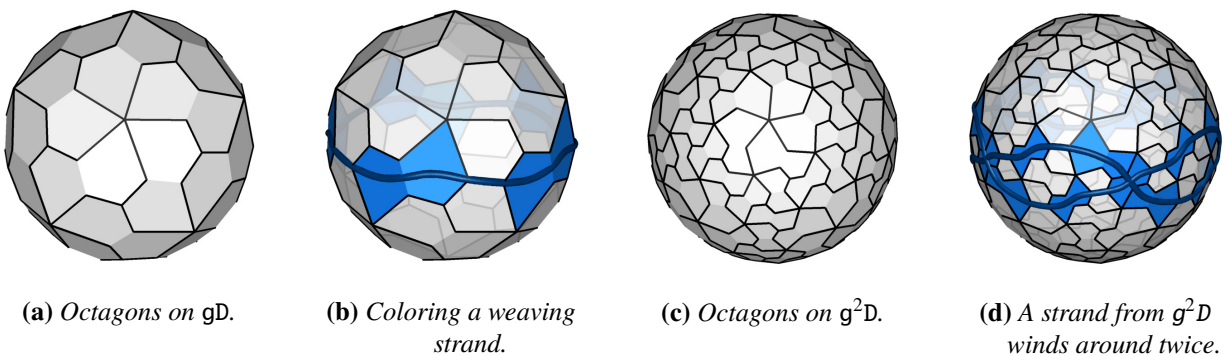 (a) Octagons on gD.
(b) Coloring a weaving
strand.
(c) Octagons on g²D.
(d) A strand from g²D
winds around twice.